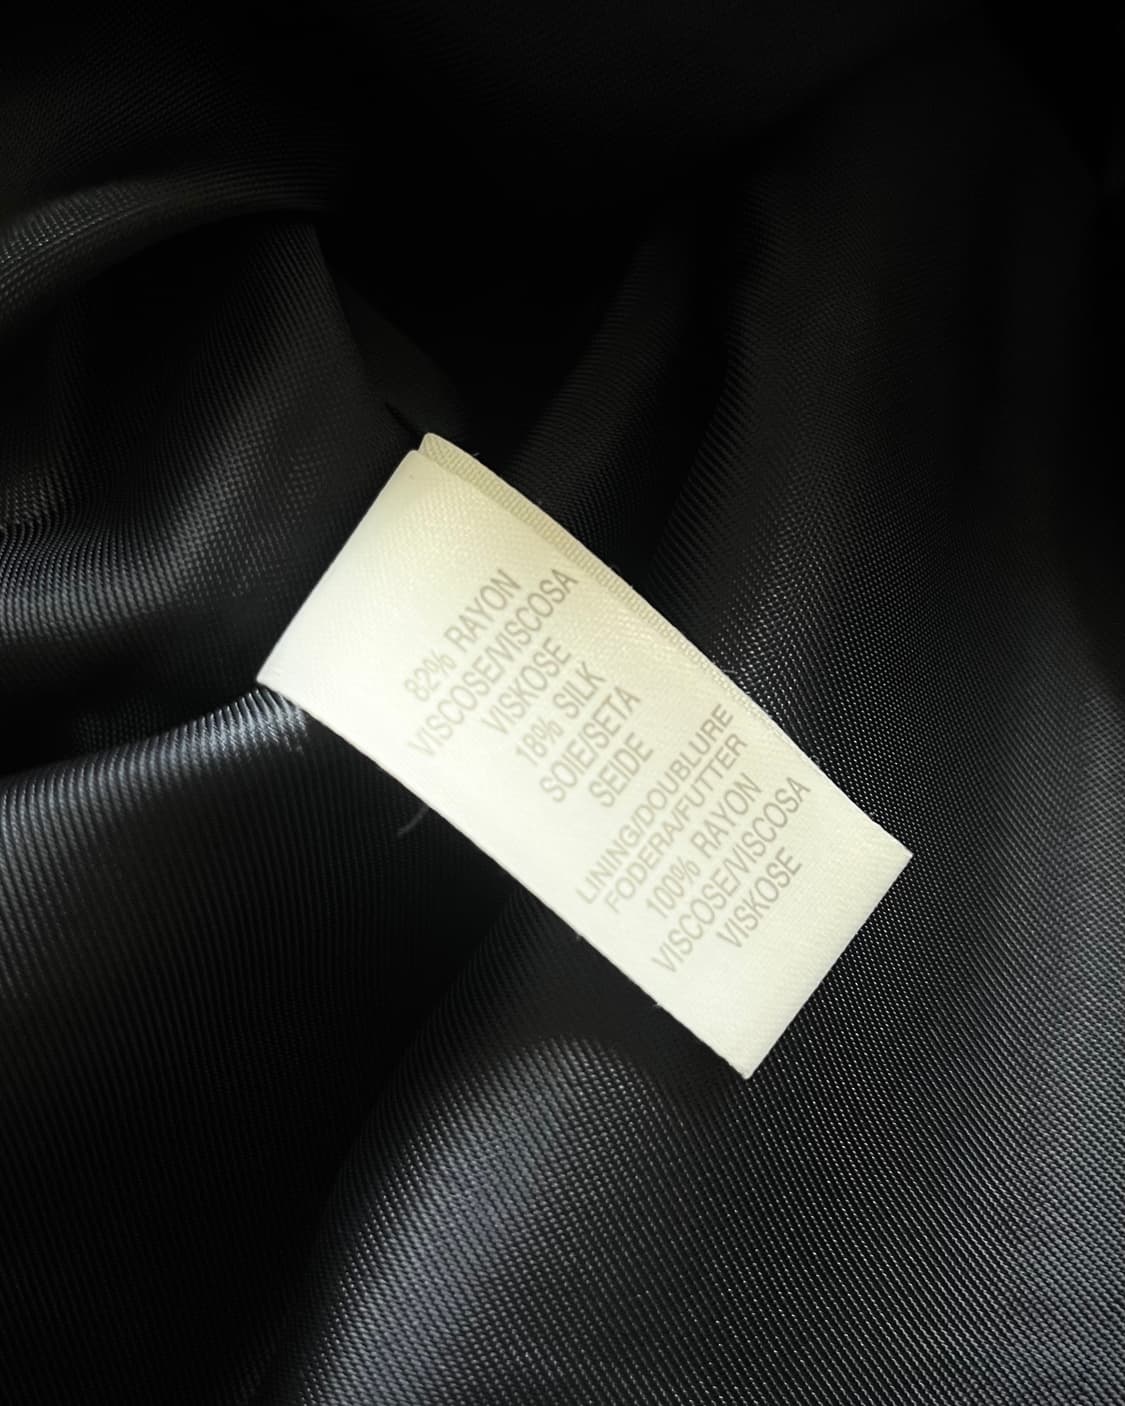 82% RAYON
VISCOSE/VISCOSA
VISKOSE
18% SILK
SOIE/SETA
SEIDE
LINING/DOUBLURE
FODERA/FUTTER
100% RAYON
VISCOSE/VISCOSA
VISKOSE